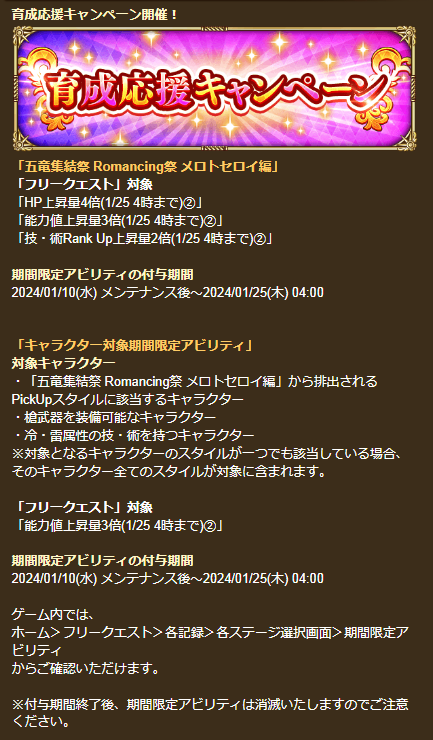 育成応援キャンペーン開催！
育成応援キャンペーン
「五竜集結祭 Romancing祭 メロトセロイ編」
「フリークエスト」対象
「HP上昇量4倍(1/25 4時まで)②」
「能力値上昇量3倍(1/25 4時まで)②」
「技・術Rank Up上昇量2倍(1/25 4時まで)②」
期間限定アビリティの付与期間
2024/01/10(水) メンテナンス後～2024/01/25(木) 04:00
「キャラクター対象期間限定アビリティ」
対象キャラクター
・「五竜集結祭 Romancing祭 メロトセロイ編」から排出される
PickUpスタイルに該当するキャラクター
・槍武器を装備可能なキャラクター
・冷・雷属性の技・術を持つキャラクター
※対象となるキャラクターのスタイルが一つでも該当している場合、
そのキャラクター全てのスタイルが対象に含まれます。
「フリークエスト」対象
「能力値上昇量3倍(1/25 4時まで)②」
期間限定アビリティの付与期間
2024/01/10(水) メンテナンス後～2024/01/25(木) 04:00
ゲーム内では、
ホーム＞フリークエスト＞各記録＞各ステージ選択画面＞期間限定ア
ビリティ
からご確認いただけます。
※付与期間終了後、期間限定アビリティは消滅いたしますのでご注意
ください。